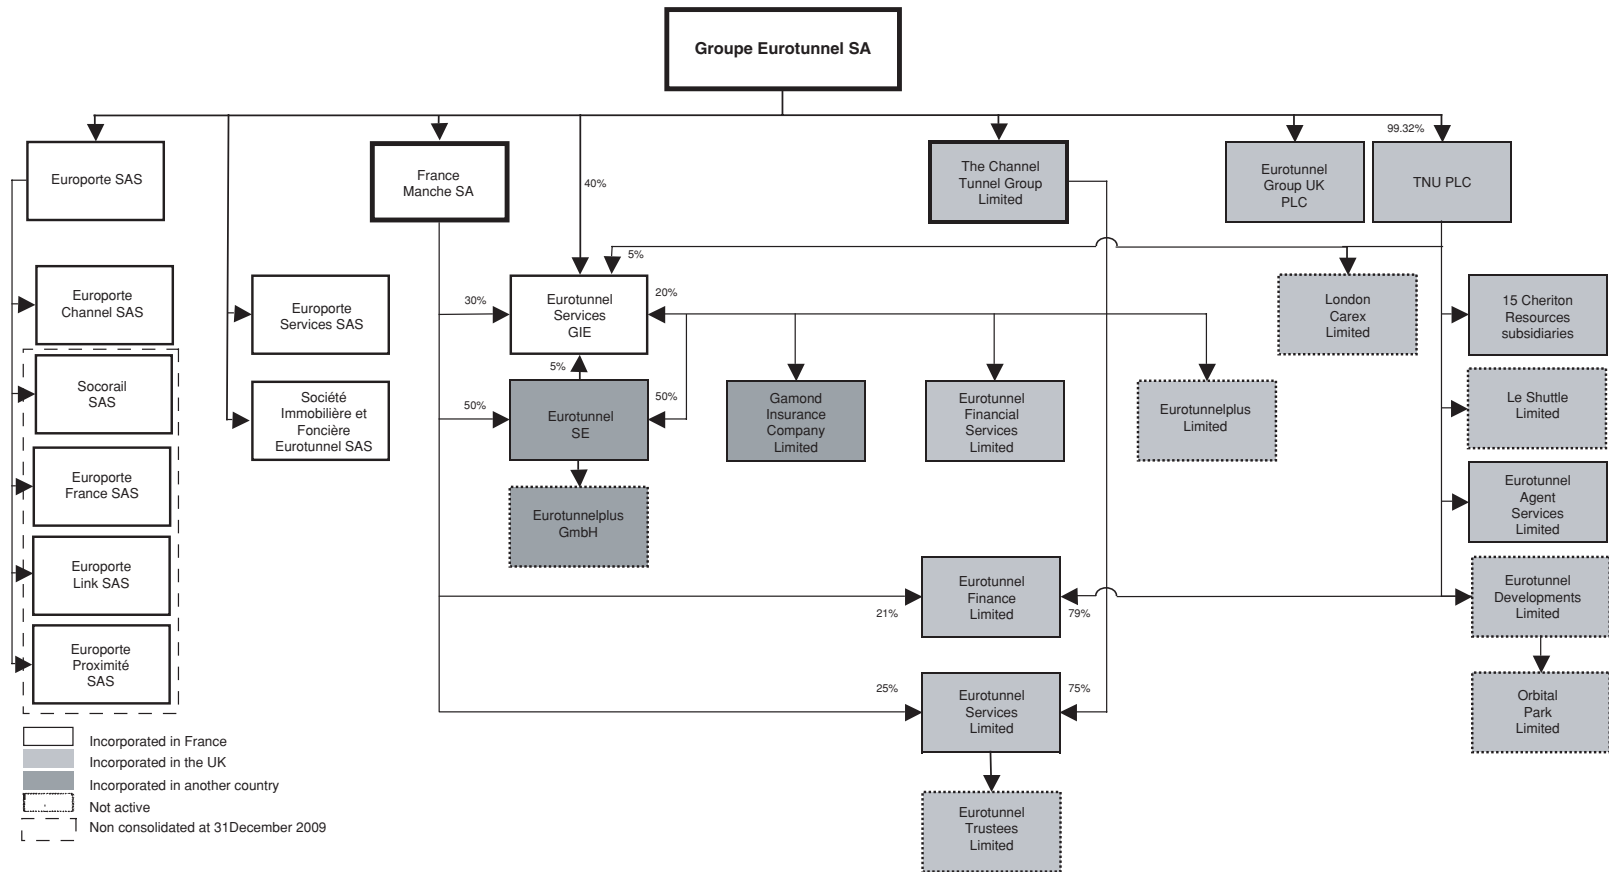 Groupe Eurotunnel SA
99.32%
Europorte SAS
France
Manche SA
40%
The Channel
Tunnel Group
Limited
Eurotunnel
Group UK
PLC
TNU PLC
5%
Europorte
Channel SAS
Europorte
Services SAS
30%
Eurotunnel
Services
GIE
20%
London
Carex
Limited
15 Cheriton
Resources
subsidiaries
5%
Socorail
SAS
Société
Immobilière et
Foncière
Eurotunnel SAS
50%
Eurotunnel
SE
50%
Gamond
Insurance
Company
Limited
Eurotunnel
Financial
Services
Limited
Eurotunnelplus
Limited
Le Shuttle
Limited
Europorte
France SAS
Eurotunnelplus
GmbH
Eurotunnel
Agent
Services
Limited
Europorte
Link SAS
21%
Eurotunnel
Finance
Limited
79%
Eurotunnel
Developments
Limited
Europorte
Proximité
SAS
25%
Eurotunnel
Services
Limited
75%
Orbital
Park
Limited
Eurotunnel
Trustees
Limited
Incorporated in France
Incorporated in the UK
Incorporated in another country
Not active
Non consolidated at 31December 2009